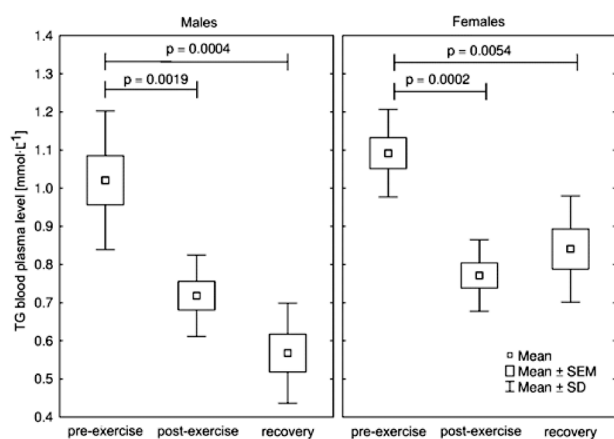 Males
Females
TG blood plasma level [mmol·L⁻¹]
1.4
1.3
1.2
1.1
1.0
0.9
0.8
0.7
0.6
0.5
0.4
p = 0.0004
p = 0.0019
p = 0.0054
p = 0.0002
Mean
Mean ± SEM
Mean ± SD
pre-exercise post-exercise recovery
pre-exercise post-exercise recovery